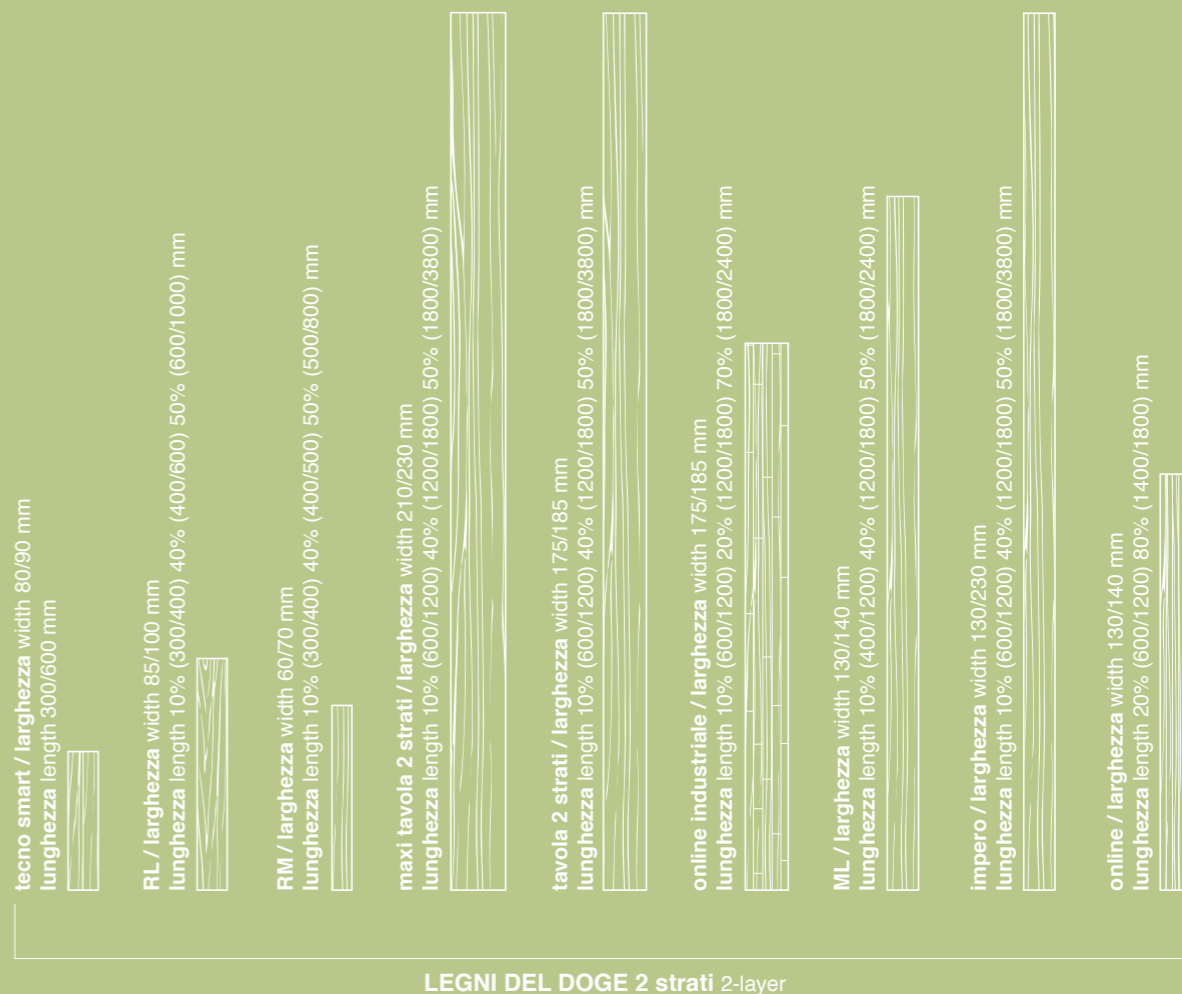 tecno smart / larghezza width 80/90 mm
lunghezza length 300/600 mm
RL / larghezza width 85/100 mm
lunghezza length 10% (300/400) 40% (400/600) 50% (600/1000) mm
RM / larghezza width 60/70 mm
lunghezza length 10% (300/400) 40% (400/500) 50% (500/800) mm
maxi tavola 2 strati / larghezza width 210/230 mm
lunghezza length 10% (600/1200) 40% (1200/1800) 50% (1800/3800) mm
tavola 2 strati / larghezza width 175/185 mm
lunghezza length 10% (600/1200) 40% (1200/1800) 50% (1800/3800) mm
online industriale / larghezza width 175/185 mm
lunghezza length 10% (600/1200) 20% (1200/1800) 70% (1800/2400) mm
ML / larghezza width 130/140 mm
lunghezza length 10% (400/1200) 40% (1200/1800) 50% (1800/2400) mm
impero / larghezza width 130/230 mm
lunghezza length 10% (600/1200) 40% (1200/1800) 50% (1800/3800) mm
online / larghezza width 130/140 mm
lunghezza length 20% (600/1200) 80% (1400/1800) mm
LEGNI DEL DOGE 2 strati 2-layer